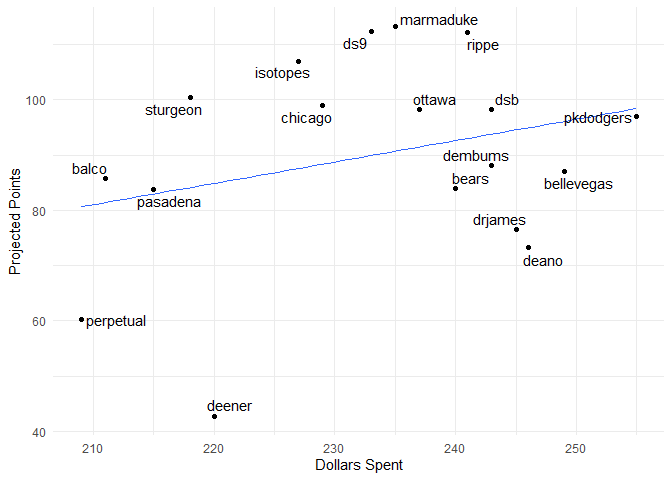 marmaduke
ds9
rippe
isotopes
sturgeon
chicago
ottawa
dsb
pkdodgers
balco
pasadena
dembums
bears
bellevegas
drjames
deano
perpetual
deener
100
80
60
40
Projected Points
210
220
230
240
250
Dollars Spent